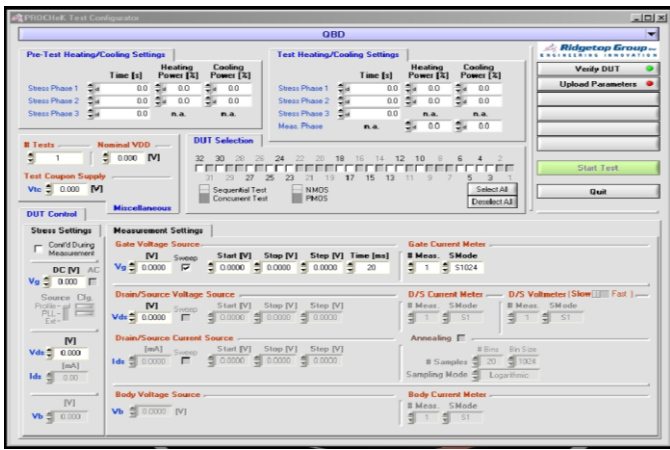 PROCHeK Test Configurator
QBD
Pre-Test Heating/Cooling Settings
Time [s] Heating Power [%] Cooling Power [%]
Stress Phase 1 0.0 0.0 0.0
Stress Phase 2 0.0 0.0 0.0
Stress Phase 3 0.0 n.a. n.a.
Test Heating/Cooling Settings
Time [s] Heating Power [%] Cooling Power [%]
Stress Phase 1 0.0 0.0 0.0
Stress Phase 2 0.0 0.0 0.0
Stress Phase 3 0.0 n.a. n.a.
Meas. Phase n.a. 0.0 0.0
Ridgetop Group
ENGINEERING INNOVATION
Verify DUT
Upload Parameters
Start Test
Quit
# Tests Nominal VDD
1 0.000 [V]
Test Coupon Supply
Vtc 0.000 [V]
Miscellaneous
DUT Selection
32 30 28 26 24 22 20 18 16 14 12 10 8 6 4 2
31 29 27 25 23 21 19 17 15 13 11 9 7 5 3 1
Sequential Test NMOS
Concurrent Test PMOS
Select All
Deselect All
DUT Control
Stress Settings
Cont'd During Measurement
DC [V] AC
Vg 0.000
Source Cfg.
Profile
PLL
Ext
[V]
Vds 0.000
[mA]
Ids 0.00
[V]
Vb 0.000
Measurement Settings
Gate Voltage Source
[V] Sweep Start [V] Stop [V] Step [V] Time [ms]
Vg 0.0000 0.0000 0.0000 0.0000 20
Gate Current Meter
# Meas. SMode
1 S1024
Drain/Source Voltage Source
[V] Sweep Start [V] Stop [V] Step [V]
Vds 0.0000 0.0000 0.0000 0.0000
D/S Current Meter
# Meas. SMode
1 S1
D/S Voltmeter (Slow Fast )
# Meas. SMode
1 S1
Drain/Source Current Source
[mA] Sweep Start [V] Stop [V] Step [V]
Ids 0.0000 0.0000 0.0000 0.0000
Annealing
# Bins Bin Size
# Samples 20 1024
Sampling Mode Logarithmic
Body Voltage Source
Vb 0.0000 [V]
Body Current Meter
# Meas. SMode
1 S1